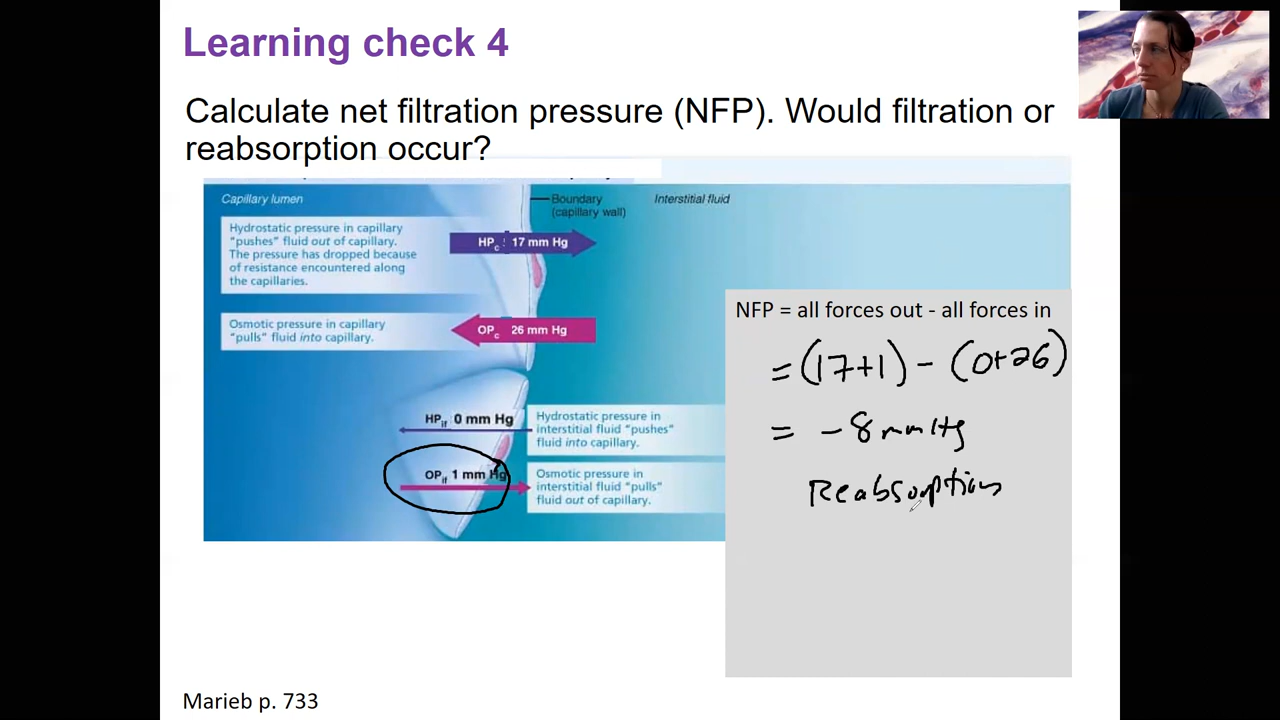 Learning check 4
Calculate net filtration pressure (NFP). Would filtration or
reabsorption occur?
Capillary lumen
Boundary
(capillary wall)
Interstitial fluid
Hydrostatic pressure in capillary
"pushes" fluid out of capillary.
The pressure has dropped because
of resistance encountered along
the capillaries.
HPc 17 mm Hg
Osmotic pressure in capillary
"pulls" fluid into capillary.
OPc 26 mm Hg
HPif 0 mm Hg
Hydrostatic pressure in
interstitial fluid "pushes"
fluid into capillary.
OPif 1 mm Hg
Osmotic pressure in
interstitial fluid "pulls"
fluid out of capillary.
NFP = all forces out - all forces in
= (17+1) - (0+26)
= -8 mmHg
Reabsorption
Marieb p. 733